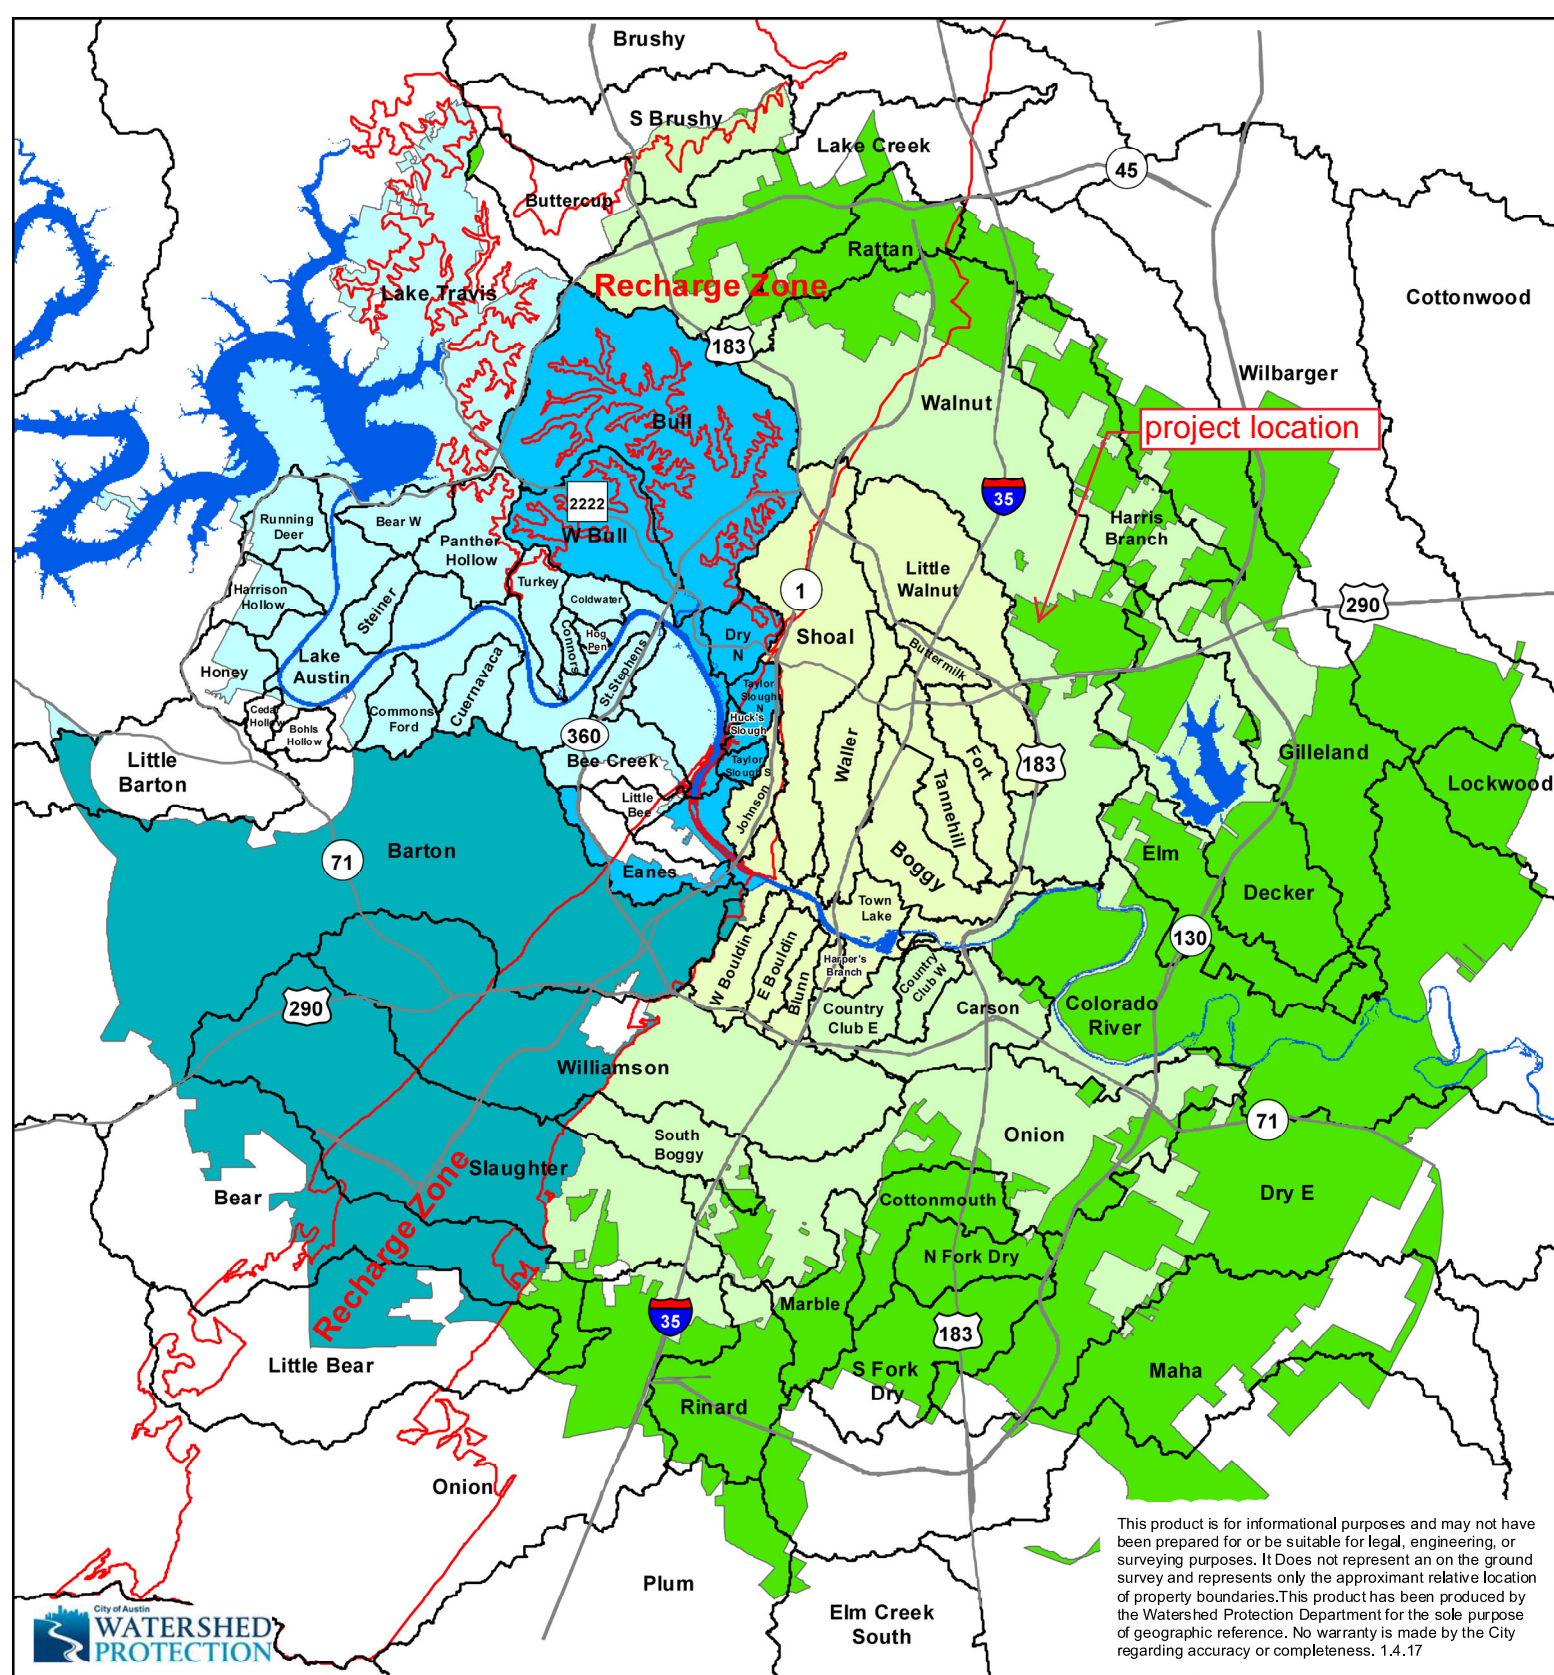 Brushy
S Brushy
Lake Creek
45
Buttercup
Rattan
Recharge Zone
Lake Travis
Cottonwood
183
Wilbarger
Walnut
project location
Bull
35
2222
Running
Deer
Bear W
W Bull
Panther
Hollow
Harris
Branch
Turkey
Little
Walnut
Harrison
Hollow
Steiner
Coldwater
1
290
Connors
Hog
Pen
Dry
N
Shoal
Buttermilk
St.Stephens
Honey
Lake
Austin
Cuernavaca
Taylor
Slough
N
Commons
Ford
Cedar
Hollow
Bohls
Hollow
Huck's
Slough
360
Waller
Fort
Gilleland
Little
Barton
Bee Creek
Taylor
Slough S
183
Tannehill
Lockwood
Little
Bee
Johnson
Barton
71
Boggy
Elm
Eanes
Decker
Town
Lake
130
W Bouldin
E Bouldin
Blunn
Harper's
Branch
Country
Club W
290
Country
Club E
Carson
Colorado
River
Williamson
71
South
Boggy
Onion
Slaughter
Bear
Recharge Zone
Cottonmouth
Dry E
N Fork Dry
Marble
35
183
Little Bear
S Fork
Dry
Maha
Rinard
Onion
Plum
Elm Creek
South
This product is for informational purposes and may not have
been prepared for or be suitable for legal, engineering, or
surveying purposes. It Does not represent an on the ground
survey and represents only the approximant relative location
of property boundaries.This product has been produced by
the Watershed Protection Department for the sole purpose
of geographic reference. No warranty is made by the City
regarding accuracy or completeness. 1.4.17
City of Austin
WATERSHED
PROTECTION